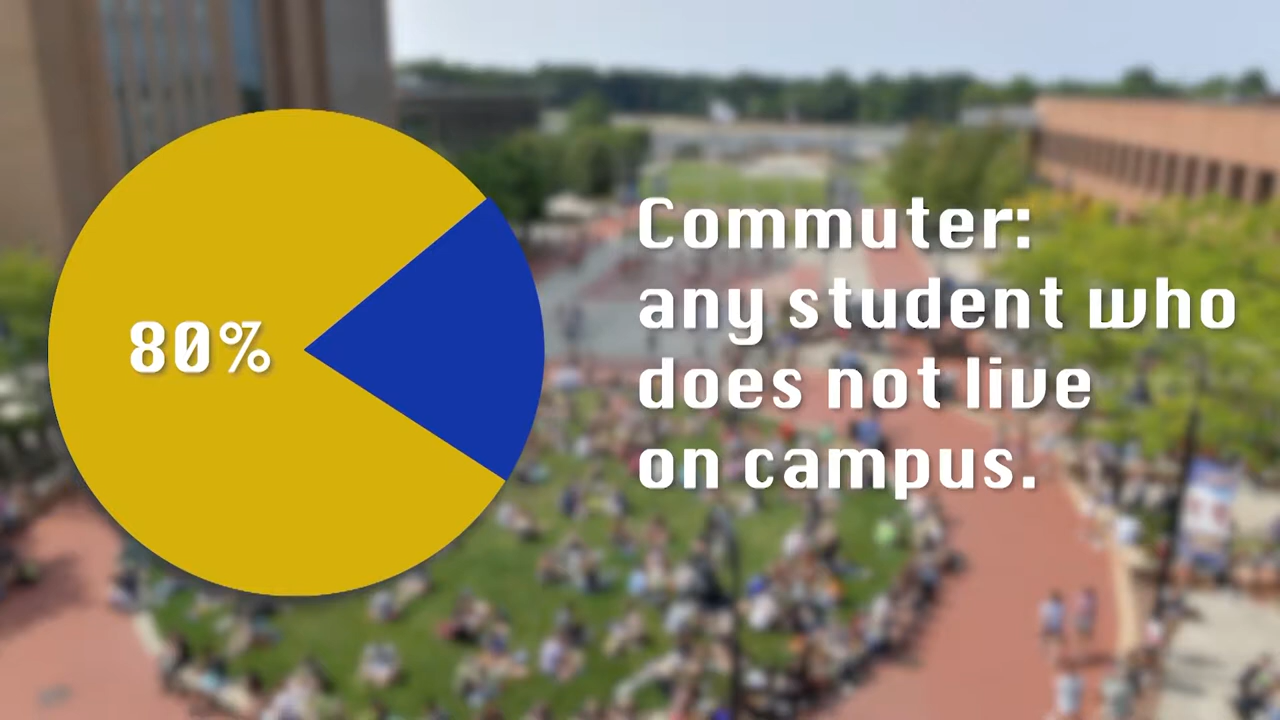 80%
Commuter:
any student who
does not live
on campus.